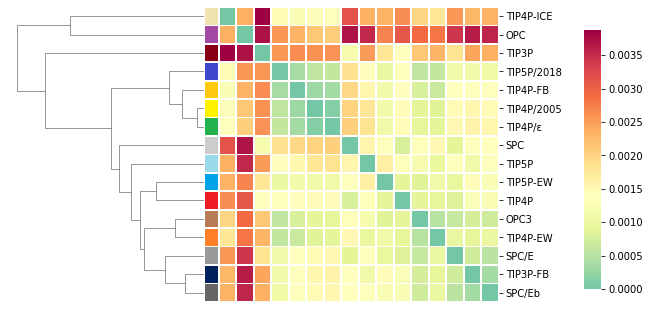 TIP4P-ICE
OPC
TIP3P
TIP5P/2018
TIP4P-FB
TIP4P/2005
TIP4P/ε
SPC
TIP5P
TIP5P-EW
TIP4P
OPC3
TIP4P-EW
SPC/E
TIP3P-FB
SPC/Eb
0.0035
0.0030
0.0025
0.0020
0.0015
0.0010
0.0005
0.0000